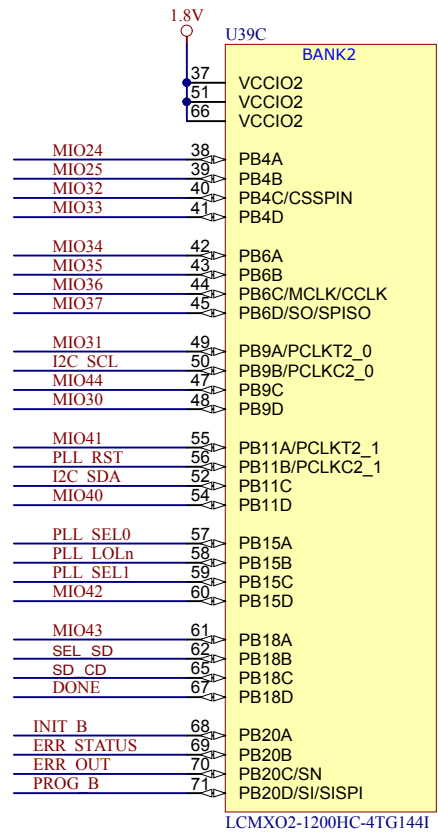 1.8V
U39C
BANK2
37 VCCIO2
51 VCCIO2
66 VCCIO2
MIO24 38 PB4A
MIO25 39 PB4B
MIO32 40 PB4C/CSSPIN
MIO33 41 PB4D
MIO34 42 PB6A
MIO35 43 PB6B
MIO36 44 PB6C/MCLK/CCLK
MIO37 45 PB6D/SO/SPISO
MIO31 49 PB9A/PCLKT2_0
I2C_SCL 50 PB9B/PCLKC2_0
MIO44 47 PB9C
MIO30 48 PB9D
MIO41 55 PB11A/PCLKT2_1
PLL_RST 56 PB11B/PCLKC2_1
I2C_SDA 52 PB11C
MIO40 54 PB11D
PLL_SEL0 57 PB15A
PLL_LOLn 58 PB15B
PLL_SEL1 59 PB15C
MIO42 60 PB15D
MIO43 61 PB18A
SEL_SD 62 PB18B
SD_CD 65 PB18C
DONE 67 PB18D
INIT_B 68 PB20A
ERR_STATUS 69 PB20B
ERR_OUT 70 PB20C/SN
PROG_B 71 PB20D/SI/SISPI
LCMXO2-1200HC-4TG144I